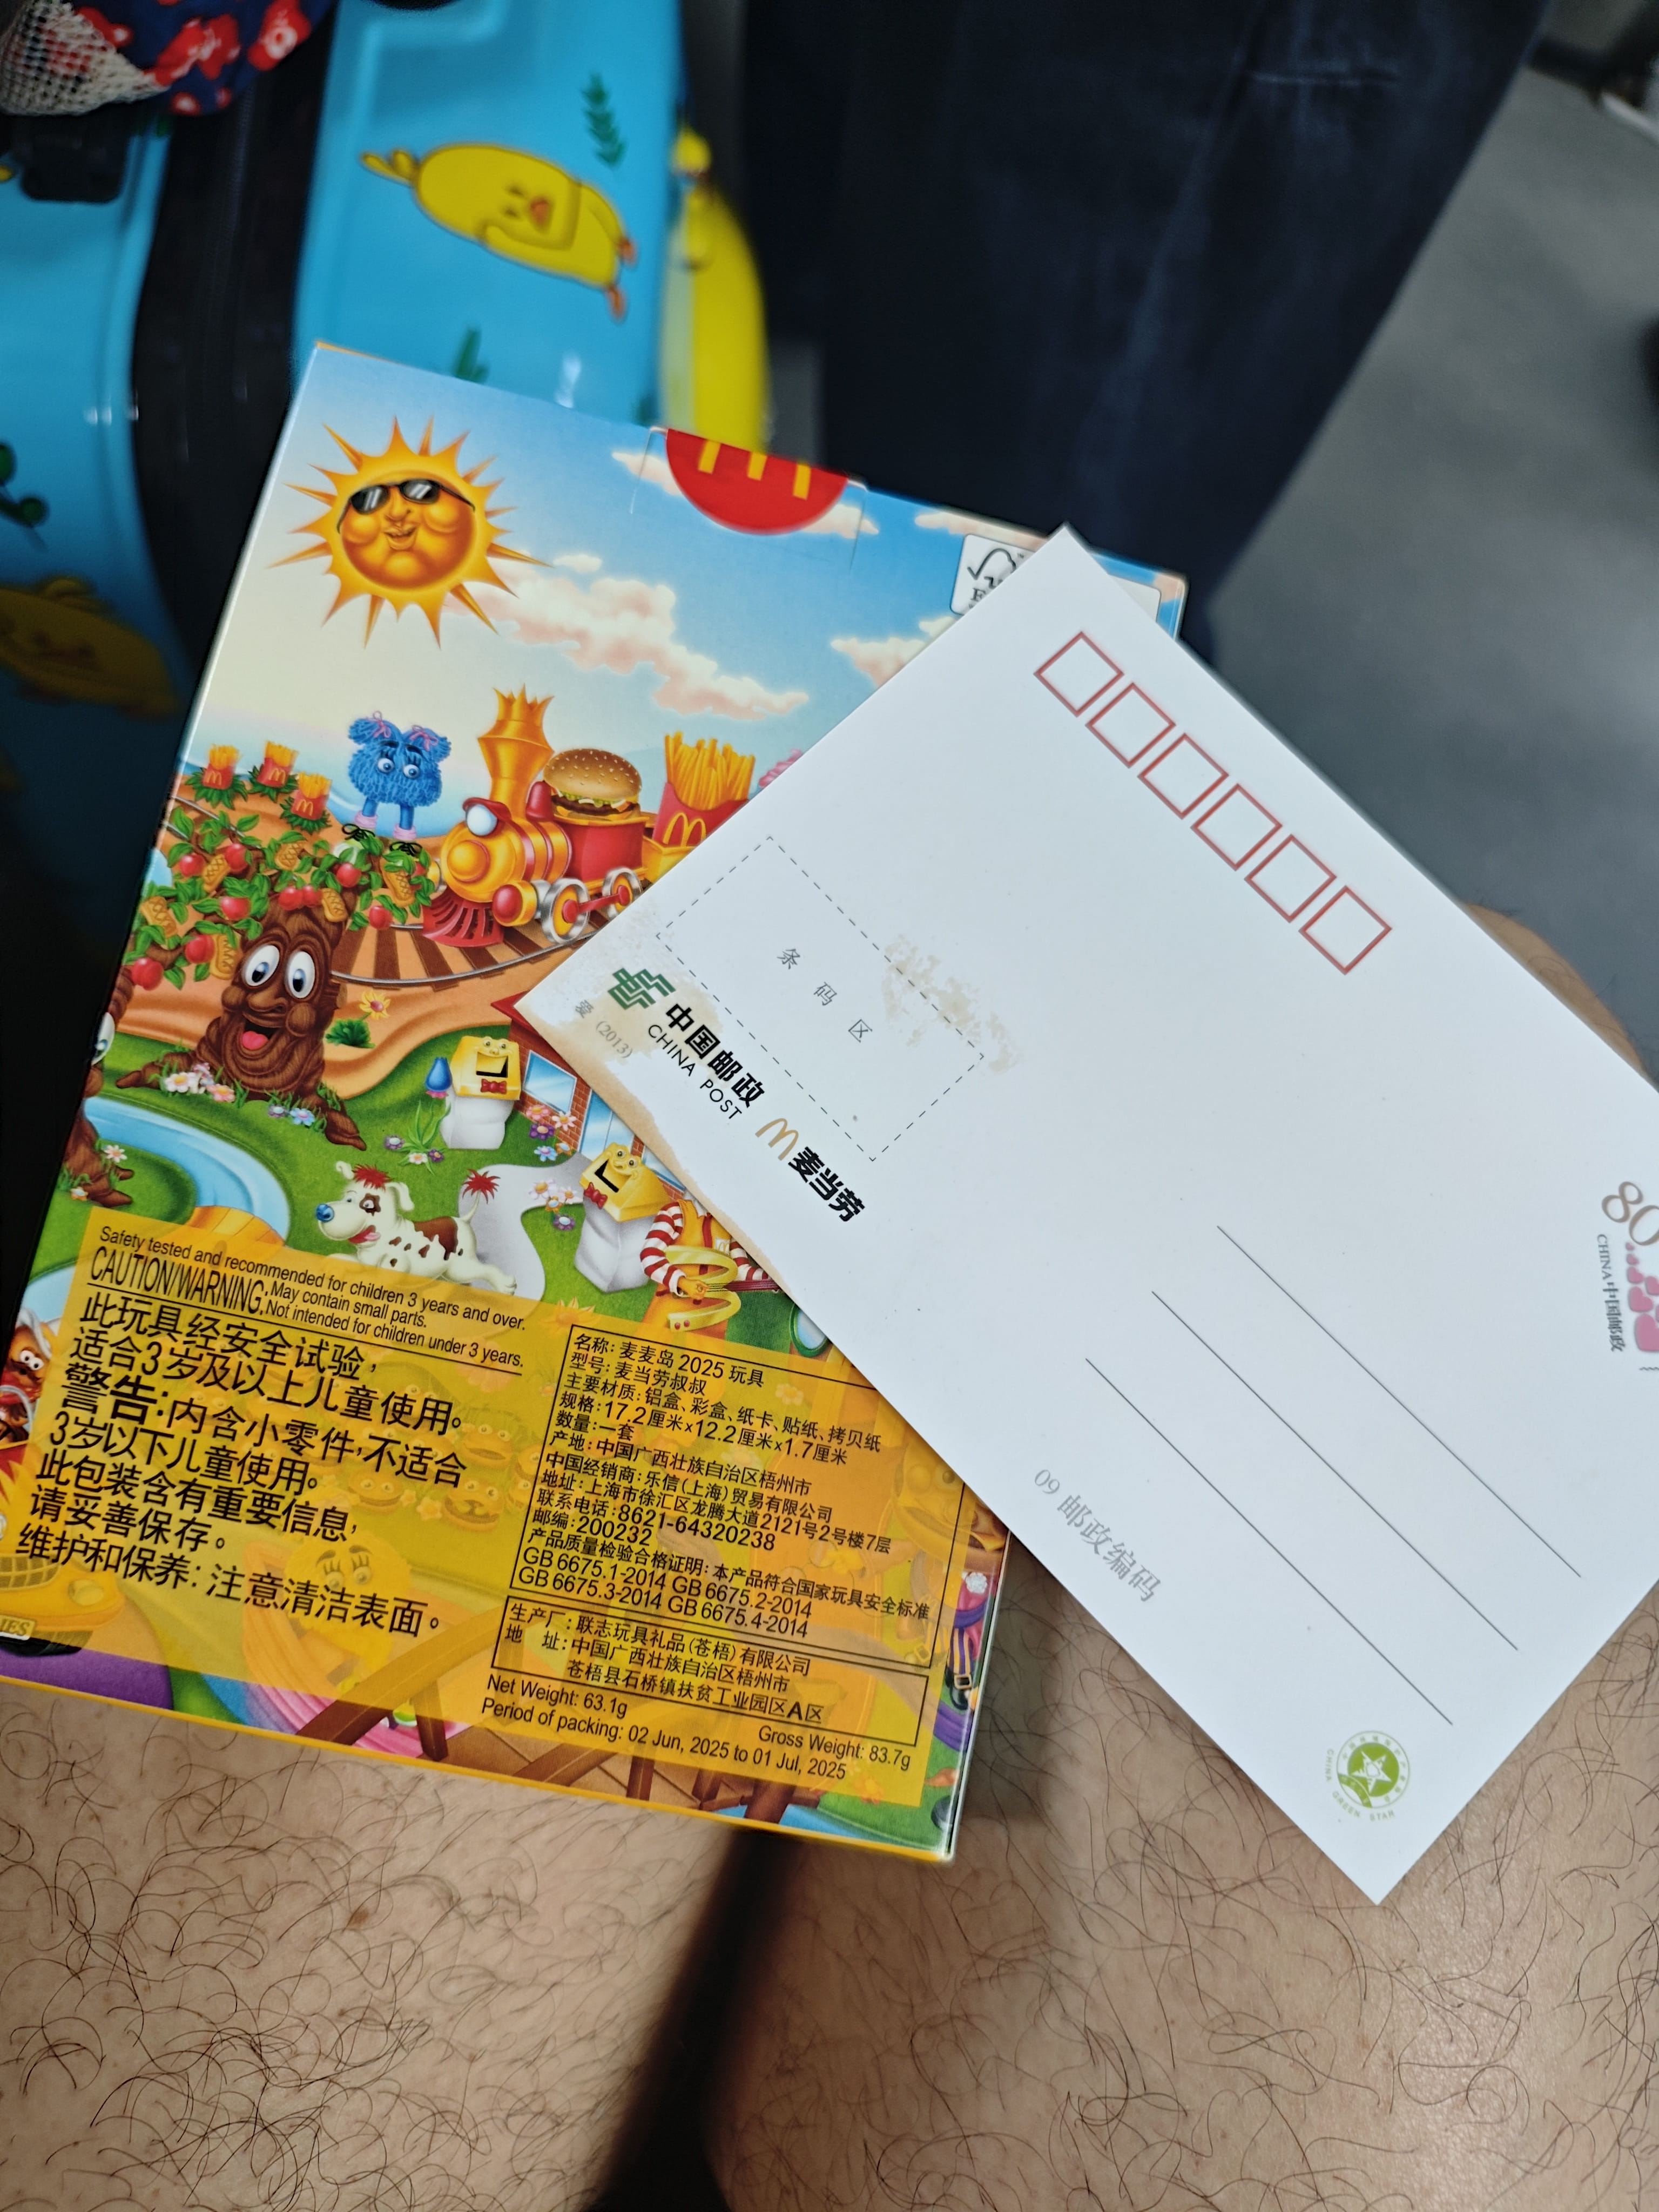 Safety tested and recommended for children 3 years and over.
CAUTION/WARNING: May contain small parts.
Not intended for children under 3 years.
此玩具经安全试验，
适合3岁及以上儿童使用。
警告:内含小零件,不适合
3岁以下儿童使用。
此包装含有重要信息，
请妥善保存。
维护和保养: 注意清洁表面。
名称: 麦麦岛 2025 玩具
型号: 麦当劳叔叔
主要材质: 铝盒、彩盒、纸卡、贴纸、拷贝纸
规格:17.2厘米×12.2厘米×1.7厘米
数量:一套
产地: 中国广西壮族自治区梧州市
中国经销商: 乐信(上海)贸易有限公司
地址: 上海市徐汇区龙腾大道2121号2号楼7层
联系电话:8621-64320238
邮编:200232
产品质量检验合格证明: 本产品符合国家玩具安全标准
GB 6675.1-2014 GB 6675.2-2014
GB 6675.3-2014 GB 6675.4-2014
生产厂: 联志玩具礼品(苍梧)有限公司
地 址: 中国广西壮族自治区梧州市
苍梧县石桥镇扶贫工业园区A区
Net Weight: 63.1g
Gross Weight: 83.7g
Period of packing: 02 Jun, 2025 to 01 Jul, 2025
条码区
中国邮政
CHINA POST
麦当劳
爱 (2013)
80
CHINA 中国邮政
09 邮政编码
CHINA GREEN STAR